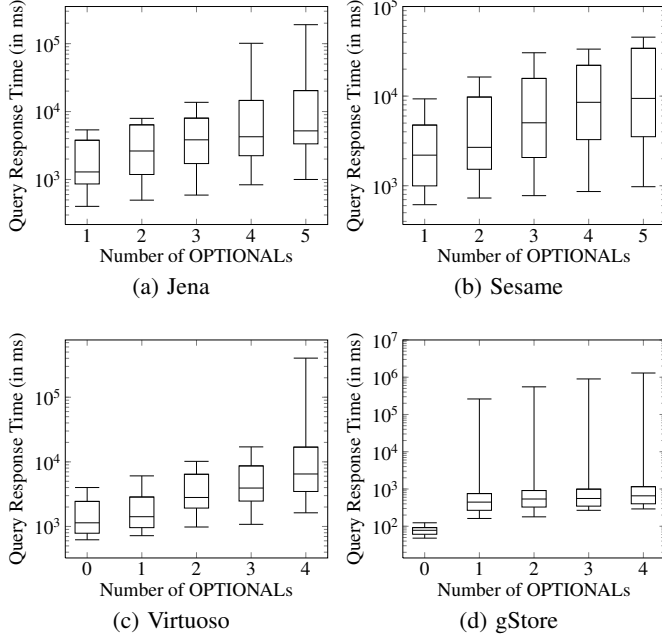 Query Response Time (in ms)
10^5
10^4
10^3
1 2 3 4 5
Number of OPTIONALs
(a) Jena
Query Response Time (in ms)
10^5
10^4
10^3
1 2 3 4 5
Number of OPTIONALs
(b) Sesame
Query Response Time (in ms)
10^5
10^4
10^3
0 1 2 3 4
Number of OPTIONALs
(c) Virtuoso
Query Response Time (in ms)
10^7
10^6
10^5
10^4
10^3
10^2
0 1 2 3 4
Number of OPTIONALs
(d) gStore